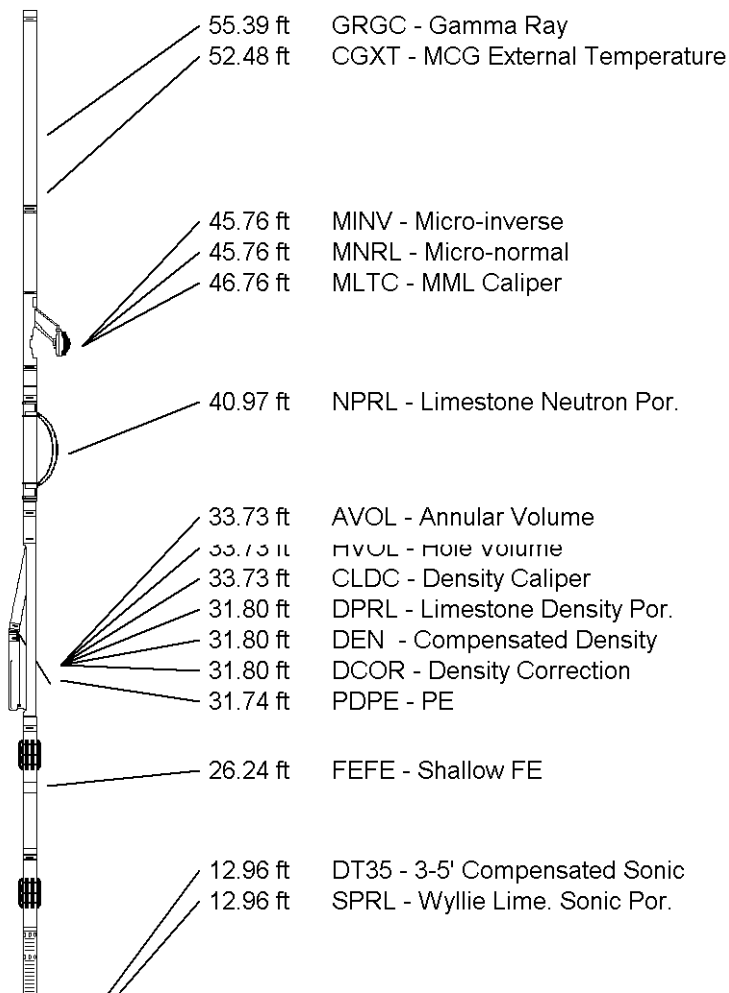 55.39 ft GRGC - Gamma Ray
52.48 ft CGXT - MCG External Temperature
45.76 ft MINV - Micro-inverse
45.76 ft MNRL - Micro-normal
46.76 ft MLTC - MML Caliper
40.97 ft NPRL - Limestone Neutron Por.
33.73 ft AVOL - Annular Volume
33.73 ft HVOL - Hole Volume
33.73 ft CLDC - Density Caliper
31.80 ft DPRL - Limestone Density Por.
31.80 ft DEN - Compensated Density
31.80 ft DCOR - Density Correction
31.74 ft PDPE - PE
26.24 ft FEFE - Shallow FE
12.96 ft DT35 - 3-5' Compensated Sonic
12.96 ft SPRL - Wyllie Lime. Sonic Por.